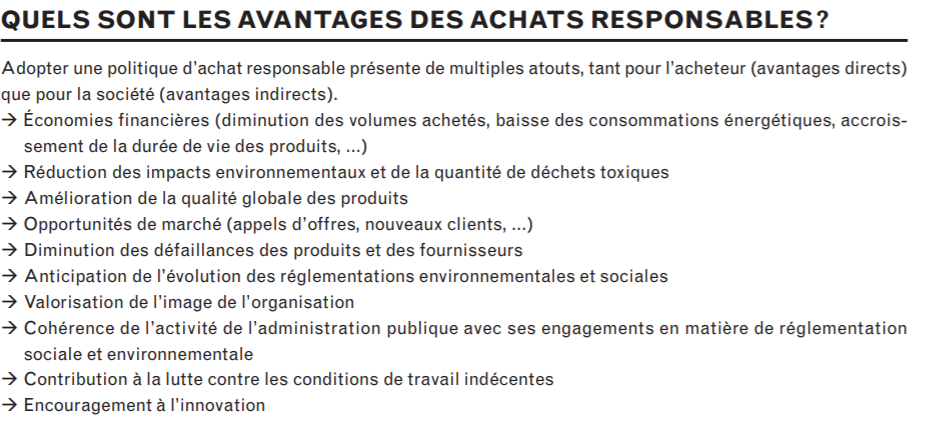 QUELS SONT LES AVANTAGES DES ACHATS RESPONSABLES?
Adopter une politique d'achat responsable présente de multiples atouts, tant pour l'acheteur (avantages directs)
que pour la société (avantages indirects).
→ Économies financières (diminution des volumes achetés, baisse des consommations énergétiques, accrois-
sement de la durée de vie des produits, ...)
→ Réduction des impacts environnementaux et de la quantité de déchets toxiques
→ Amélioration de la qualité globale des produits
→ Opportunités de marché (appels d'offres, nouveaux clients, ...)
→ Diminution des défaillances des produits et des fournisseurs
→ Anticipation de l'évolution des réglementations environnementales et sociales
→ Valorisation de l'image de l'organisation
→ Cohérence de l'activité de l'administration publique avec ses engagements en matière de réglementation
sociale et environnementale
→ Contribution à la lutte contre les conditions de travail indécentes
→ Encouragement à l'innovation